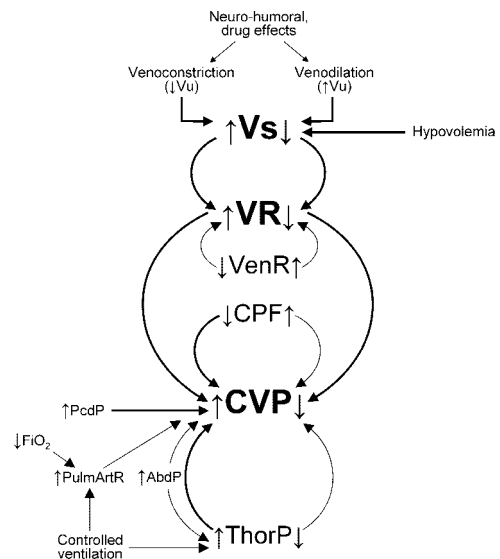 Neuro-humoral,
drug effects
Venoconstriction
(↓Vu)
Venodilation
(↑Vu)
↑Vs↓
Hypovolemia
↑VR↓
↓VenR↑
↓CPF↑
↑CVP↓
↑PcdP
↓FiO₂
↑PulmArtR
↑AbdP
↑ThorP↓
Controlled
ventilation